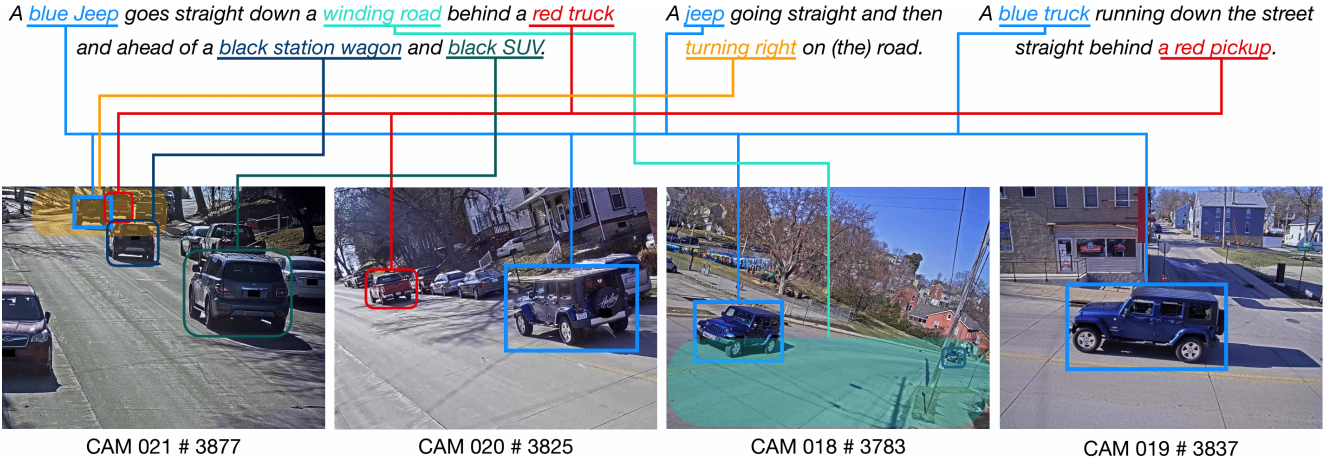 A blue Jeep goes straight down a winding road behind a red truck
and ahead of a black station wagon and black SUV.
A jeep going straight and then
turning right on (the) road.
A blue truck running down the street
straight behind a red pickup.
CAM 021 # 3877
CAM 020 # 3825
CAM 018 # 3783
CAM 019 # 3837